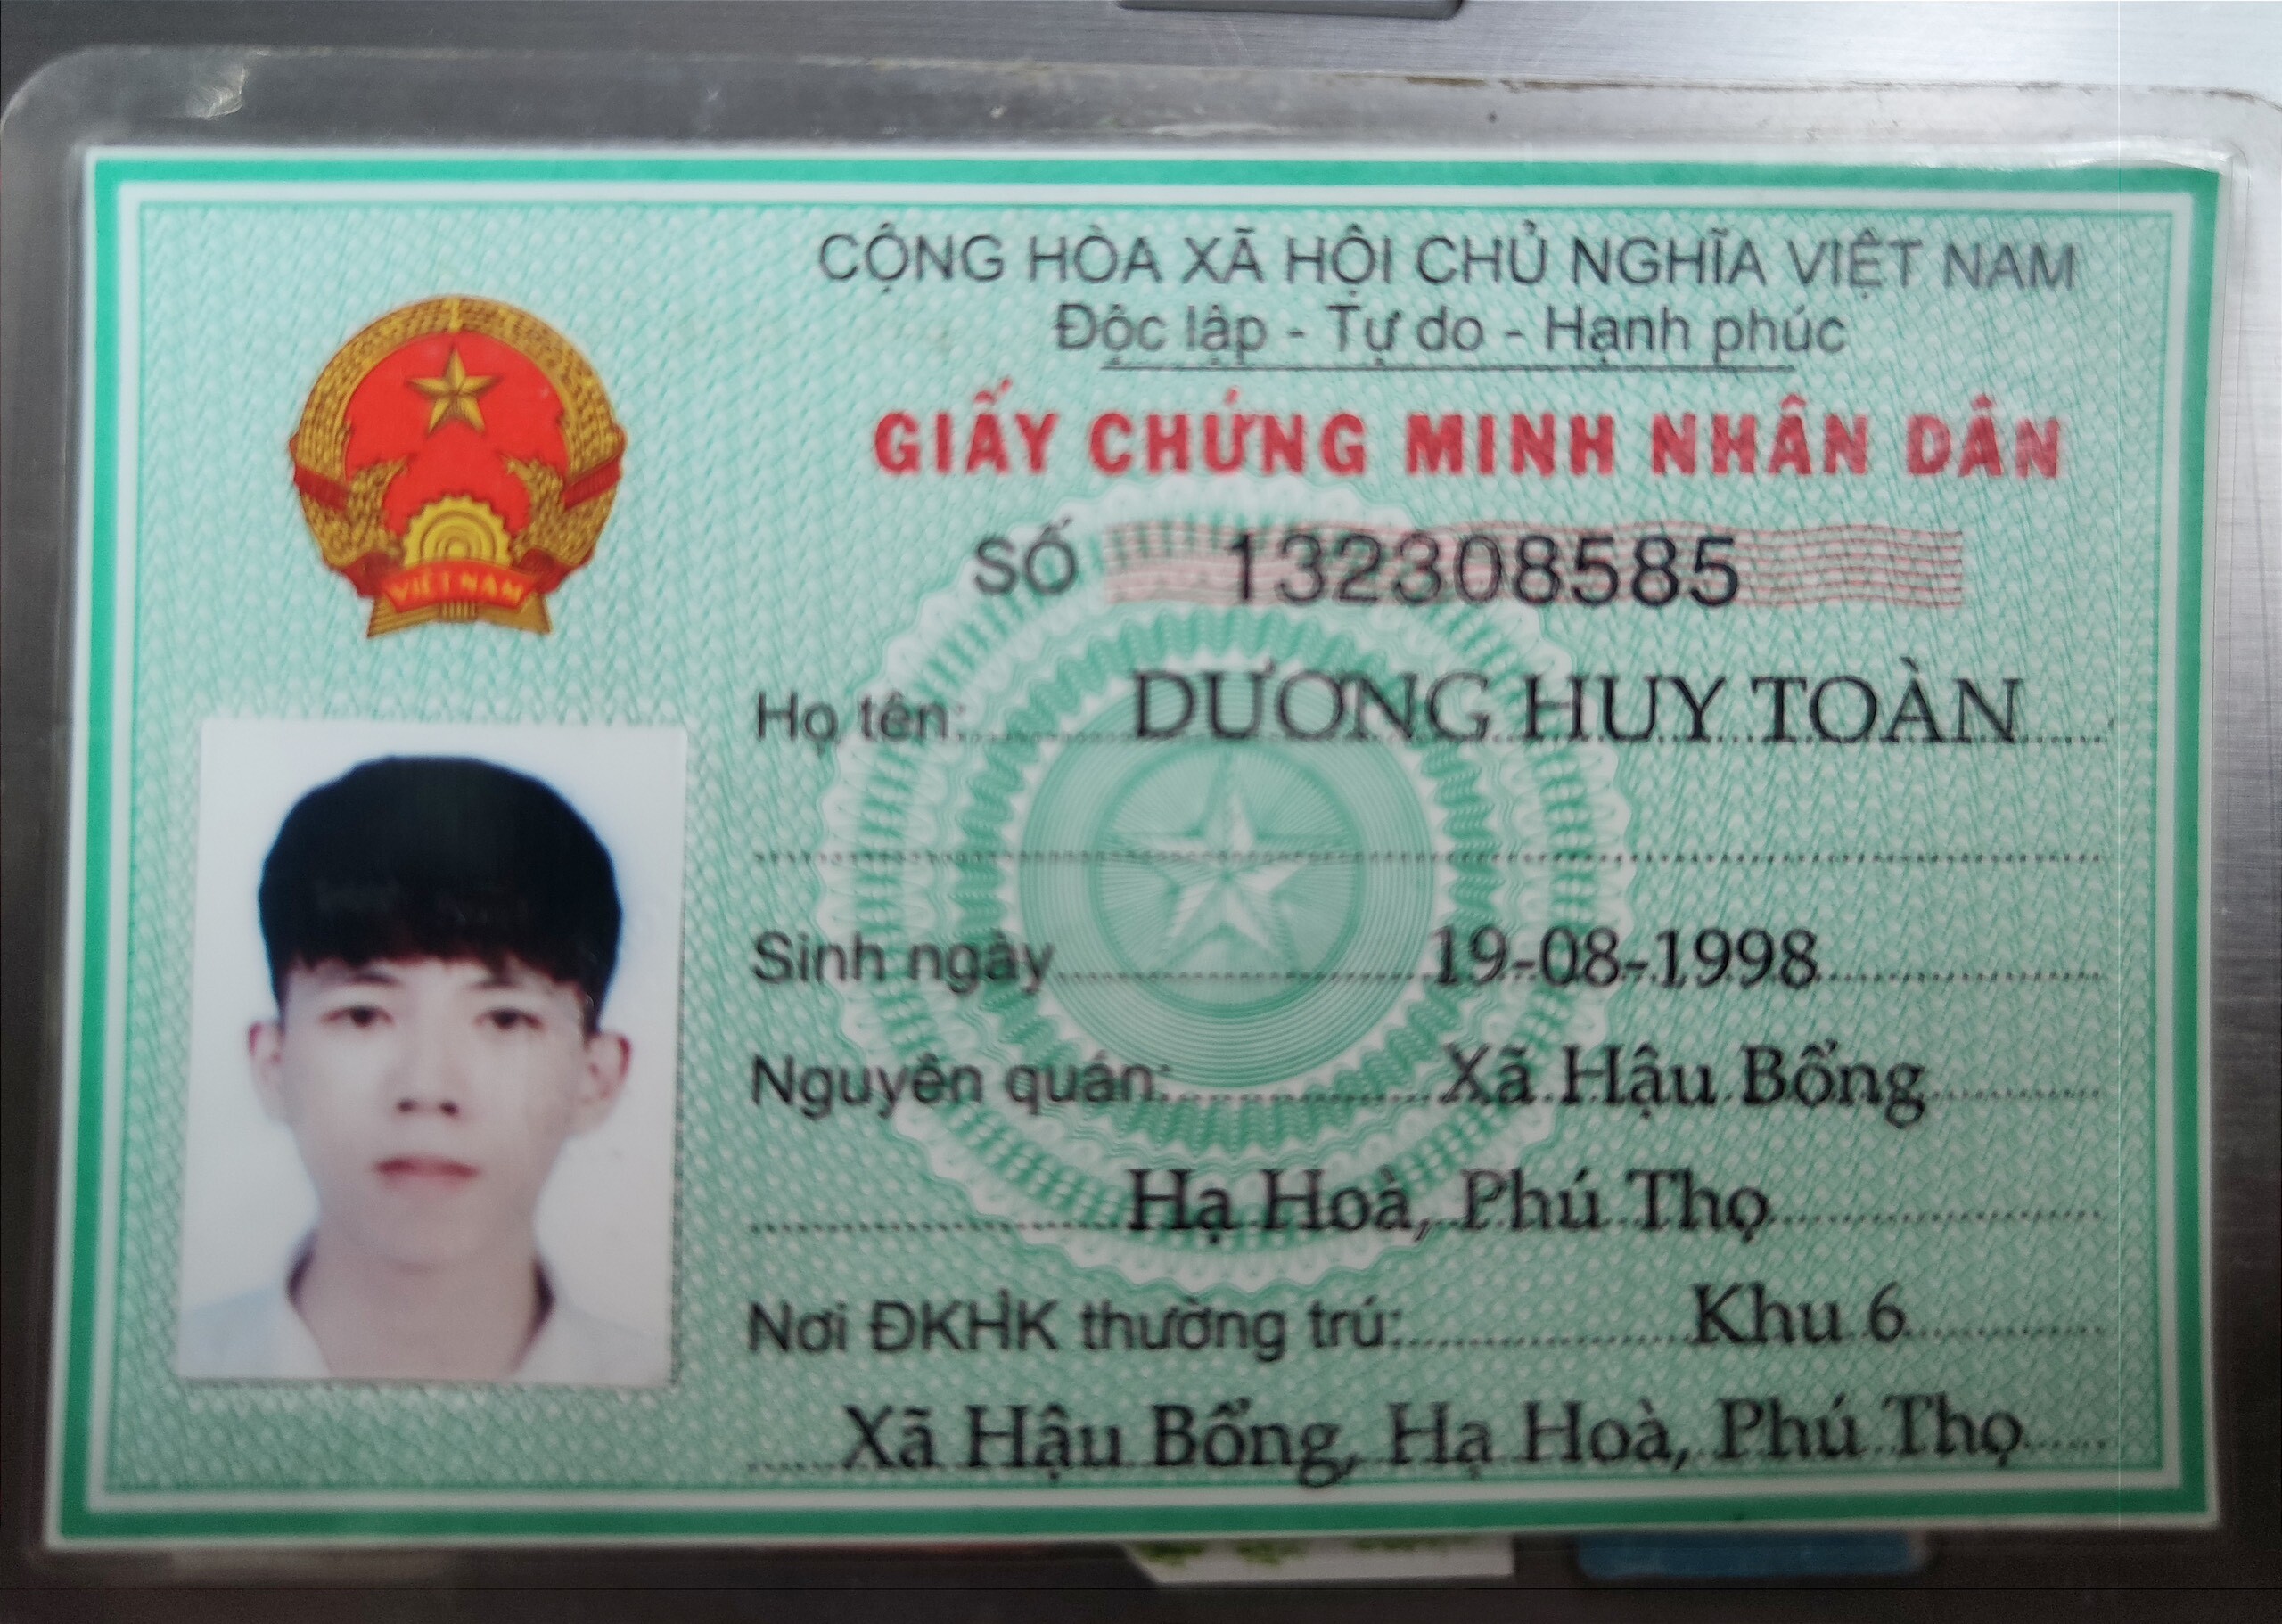 CỘNG HÒA XÃ HỘI CHỦ NGHĨA VIỆT NAM
Độc lập - Tự do - Hạnh phúc
GIẤY CHỨNG MINH NHÂN DÂN
VIỆT NAM
SỐ 132308585
Họ tên: DƯƠNG HUY TOÀN
Sinh ngày 19-08-1998
Nguyên quán: Xã Hậu Bổng
Hạ Hoà, Phú Thọ
Nơi ĐKHK thường trú: Khu 6
Xã Hậu Bổng, Hạ Hoà, Phú Thọ